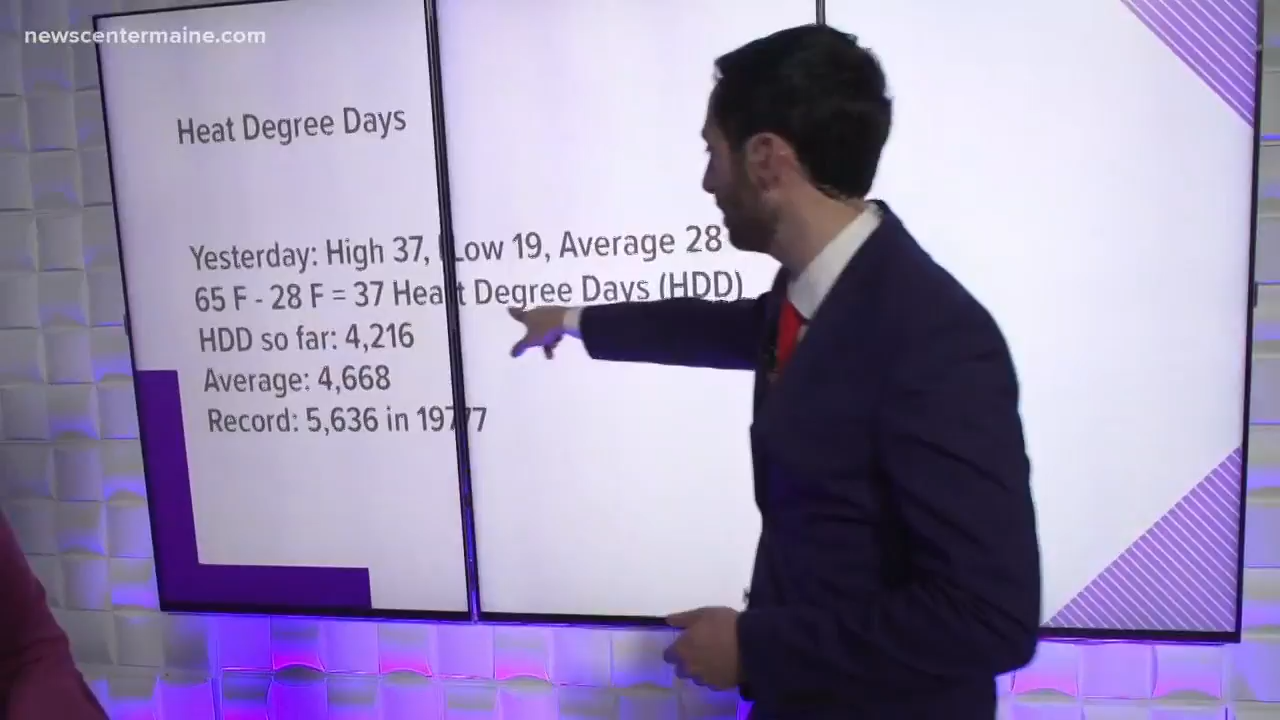 newscentermaine.com
Heat Degree Days
Yesterday: High 37, Low 19, Average 28
65 F - 28 F = 37 Heat Degree Days (HDD)
HDD so far: 4,216
Average: 4,668
Record: 5,636 in 1977